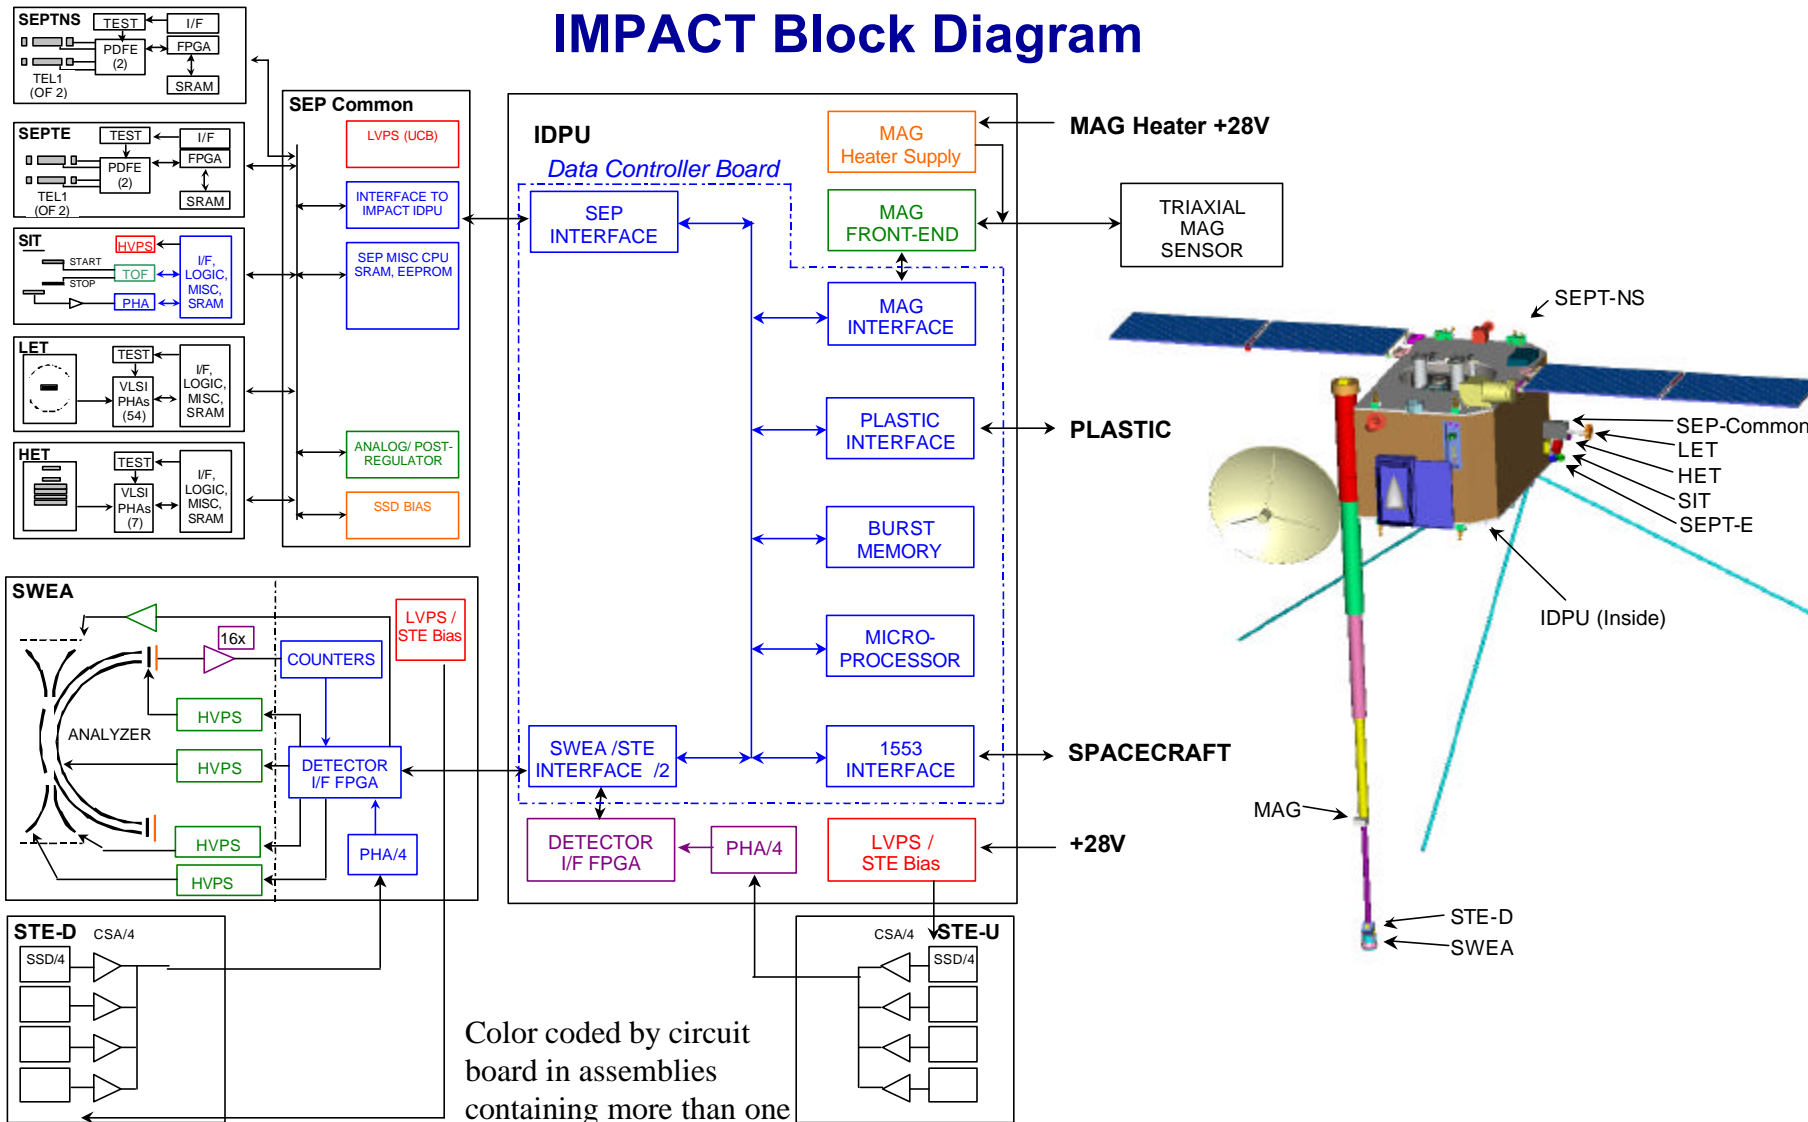 IMPACT Block Diagram
SEPTNS
TEST
I/F
PDFE
(2)
FPGA
SRAM
TEL1
(OF 2)
SEPTE
TEST
I/F
PDFE
(2)
FPGA
SRAM
TEL1
(OF 2)
SIT
HVPS
START
TOF
STOP
PHA
I/F,
LOGIC,
MISC,
SRAM
LET
TEST
VLSI
PHAs
(54)
I/F,
LOGIC,
MISC,
SRAM
HET
TEST
VLSI
PHAs
(7)
I/F,
LOGIC,
MISC,
SRAM
SEP Common
LVPS (UCB)
INTERFACE TO
IMPACT IDPU
SEP MISC CPU
SRAM, EEPROM
ANALOG/ POST-
REGULATOR
SSD BIAS
IDPU
Data Controller Board
SEP
INTERFACE
MAG
Heater Supply
MAG
FRONT-END
MAG
INTERFACE
PLASTIC
INTERFACE
BURST
MEMORY
MICRO-
PROCESSOR
1553
INTERFACE
SWEA /STE
INTERFACE /2
DETECTOR
I/F FPGA
PHA/4
LVPS /
STE Bias
MAG Heater +28V
TRIAXIAL
MAG
SENSOR
PLASTIC
SPACECRAFT
+28V
SWEA
16x
COUNTERS
LVPS /
STE Bias
ANALYZER
HVPS
HVPS
HVPS
HVPS
DETECTOR
I/F FPGA
PHA/4
STE-D
CSA/4
SSD/4
CSA/4
STE-U
SSD/4
Color coded by circuit
board in assemblies
containing more than one
SEPT-NS
SEP-Common
LET
HET
SIT
SEPT-E
IDPU (Inside)
MAG
STE-D
SWEA